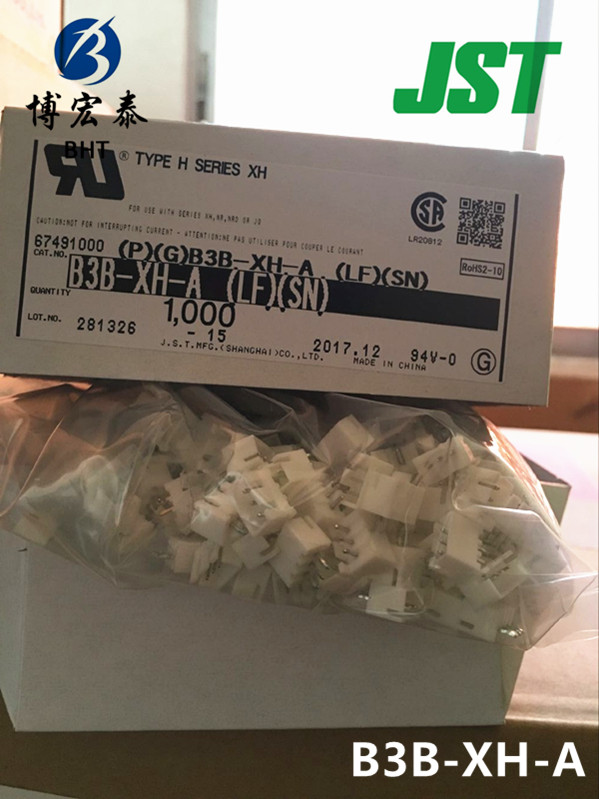 B
博宏泰
BHT
JST
® TYPE H SERIES XH
FOR USE WITH SERIES XH,NR,NRD OR JQ
CAUTION:NOT FOR INTERRUPTING CURRENT - ATTENTION:NE PAS UTILISER POUR COUPER LE COURANT
LR20812
RoHS2-10
67491000 (P)(G)B3B-XH-A (LF)(SN)
CAT.NO. B3B-XH-A (LF)(SN)
QUANTITY 1,000
LOT.NO. 281326 - 15 2017.12 94V-0 G
J.S.T.MFG.(SHANGHAI)CO.,LTD. MADE IN CHINA
B3B-XH-A